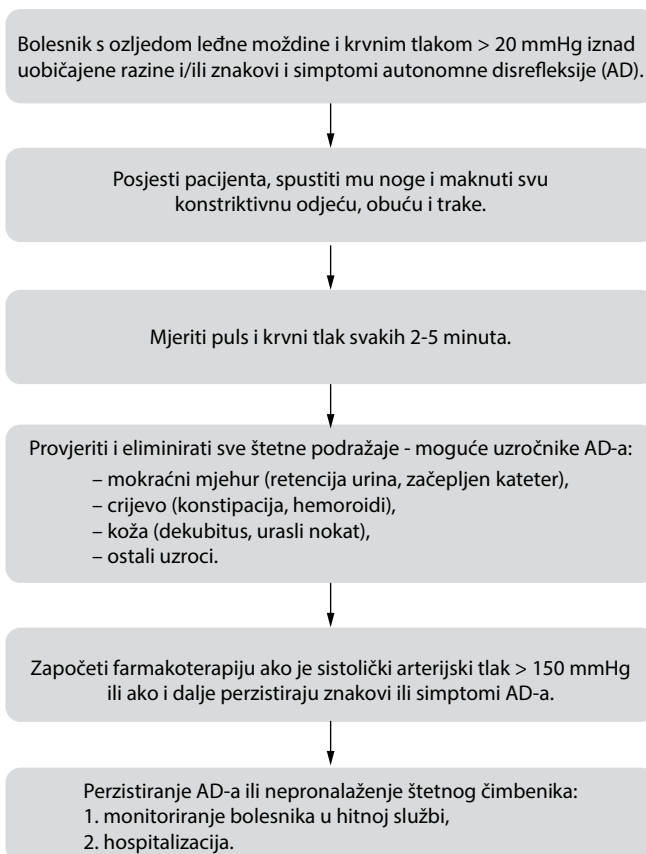 Bolesnik s ozljedom leđne moždine i krvnim tlakom > 20 mmHg iznad
uobičajene razine i/ili znakovi i simptomi autonomne disrefleksije (AD).
Posjesti pacijenta, spustiti mu noge i maknuti svu
konstriktivnu odjeću, obuću i trake.
Mjeriti puls i krvni tlak svakih 2-5 minuta.
Provjeriti i eliminirati sve štetne podražaje - moguće uzročnike AD-a:
– mokraćni mjehur (retencija urina, začepljen kateter),
– crijevo (konstipacija, hemoroidi),
– koža (dekubitus, urasli nokat),
– ostali uzroci.
Započeti farmakoterapiju ako je sistolički arterijski tlak > 150 mmHg
ili ako i dalje perzistiraju znakovi ili simptomi AD-a.
Perzistiranje AD-a ili nepronalaženje štetnog čimbenika:
1. monitoriranje bolesnika u hitnoj službi,
2. hospitalizacija.